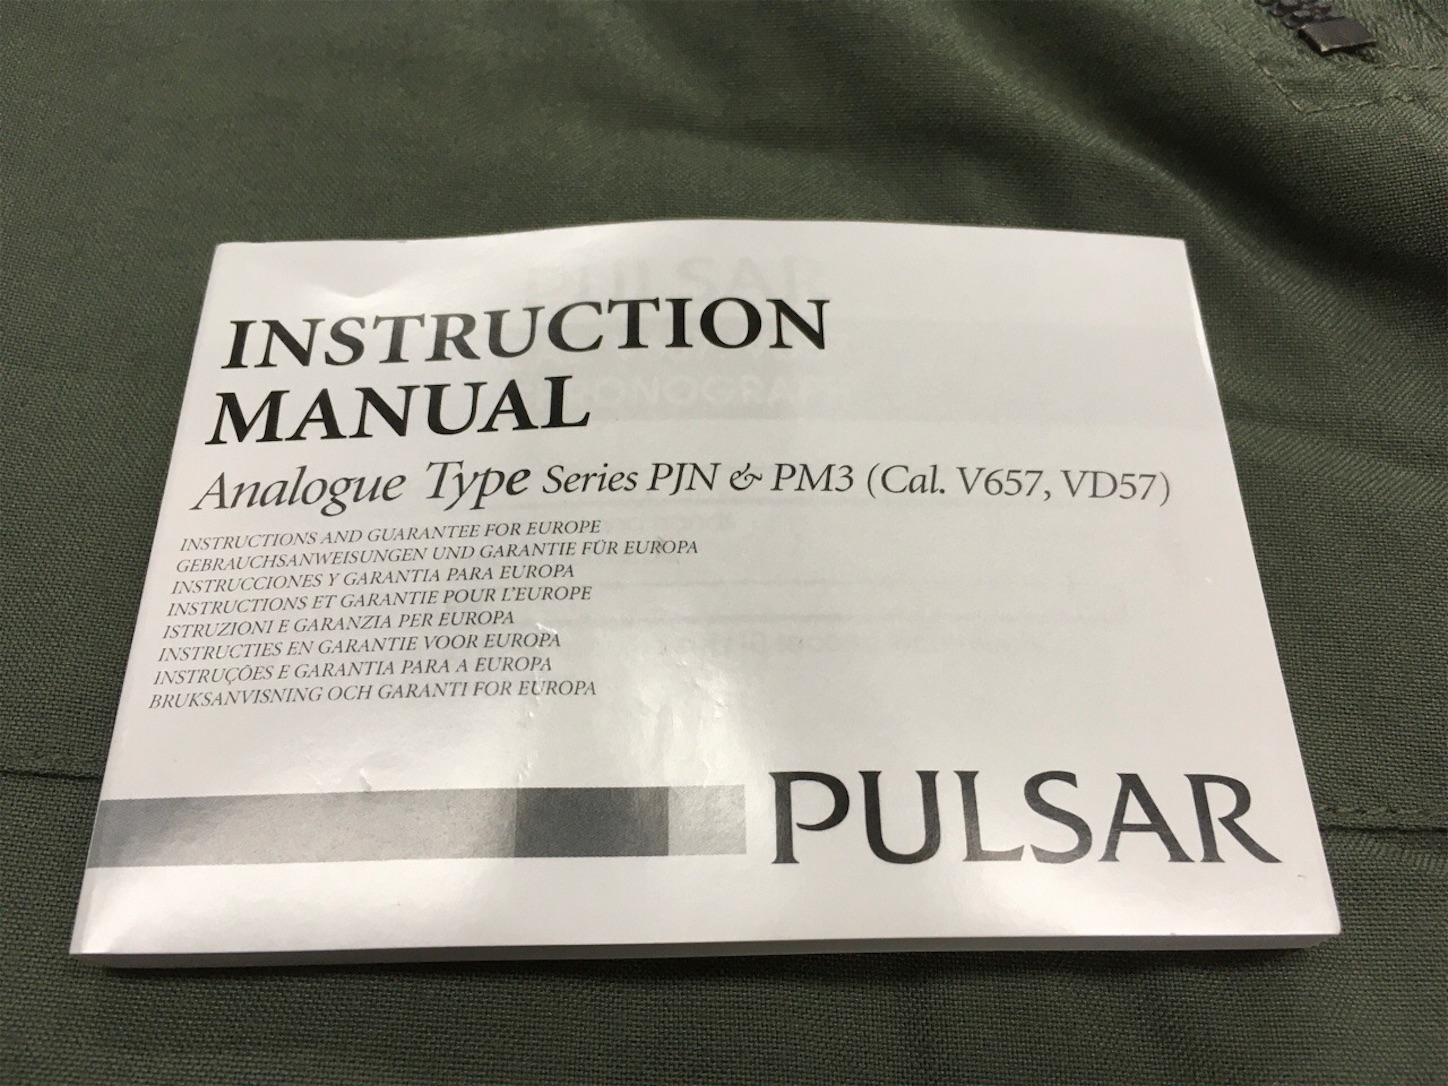 INSTRUCTION
MANUAL
Analogue Type Series PJN & PM3 (Cal. V657, VD57)
INSTRUCTIONS AND GUARANTEE FOR EUROPE
GEBRAUCHSANWEISUNGEN UND GARANTIE FÜR EUROPA
INSTRUCCIONES Y GARANTIA PARA EUROPA
INSTRUCTIONS ET GARANTIE POUR L'EUROPE
ISTRUZIONI E GARANZIA PER EUROPA
INSTRUCTIES EN GARANTIE VOOR EUROPA
INSTRUÇÕES E GARANTIA PARA A EUROPA
BRUKSANVISNING OCH GARANTI FOR EUROPA
PULSAR